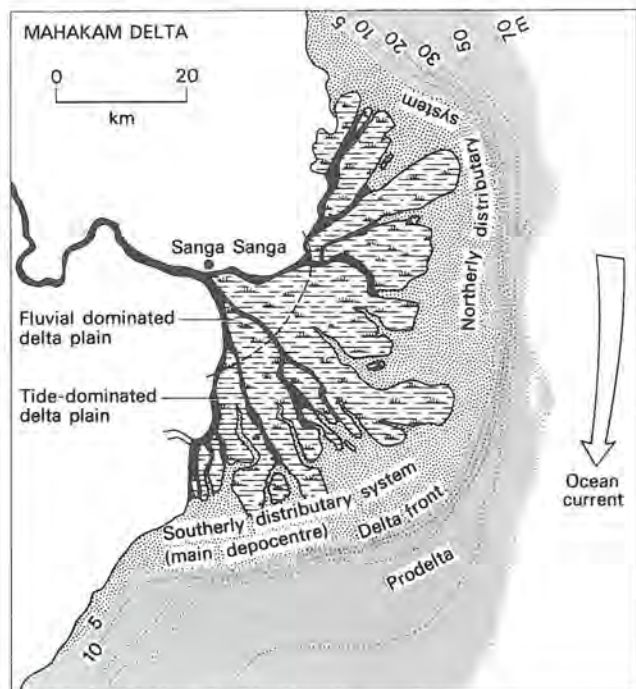 MAHAKAM DELTA
0 20
km
5
10
20
30
50
70
m
Northerly distributary
system
Sanga Sanga
Fluvial dominated
delta plain
Tide-dominated
delta plain
Ocean
current
Southerly distributary system
(main depocentre)
Delta front
Prodelta
5
10